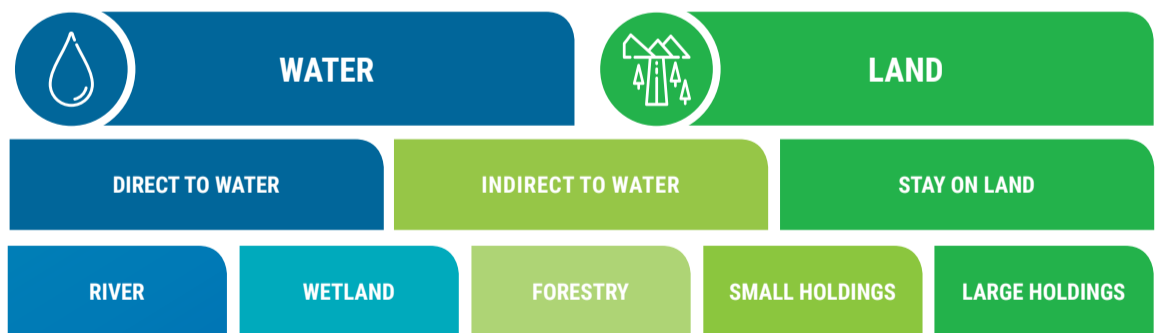 WATER
LAND
DIRECT TO WATER
INDIRECT TO WATER
STAY ON LAND
RIVER
WETLAND
FORESTRY
SMALL HOLDINGS
LARGE HOLDINGS